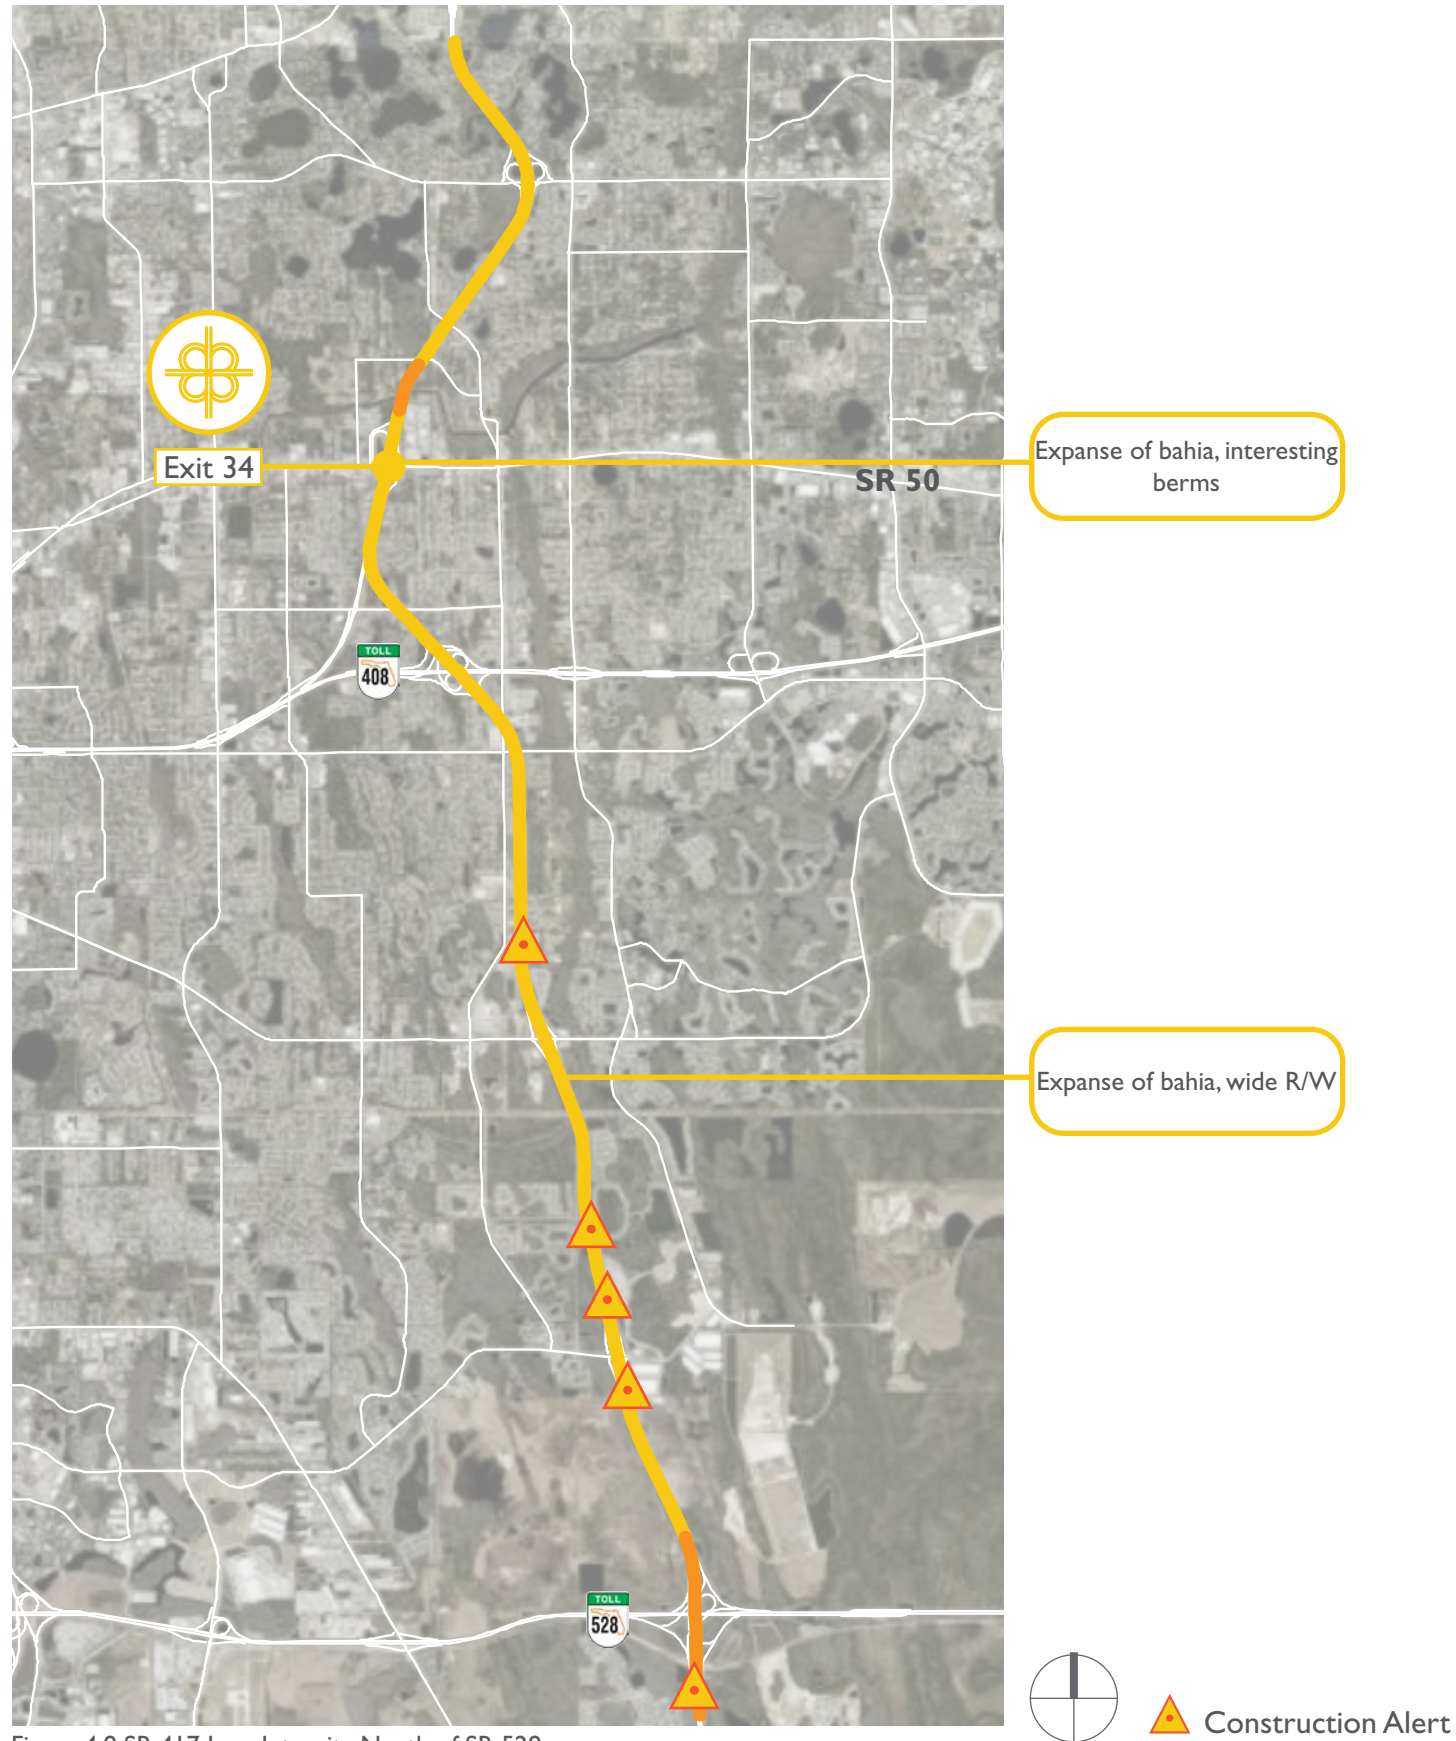 Exit 34
Expanse of bahia, interesting
berms
SR 50
TOLL
408
Expanse of bahia, wide R/W
TOLL
528
Construction Alert